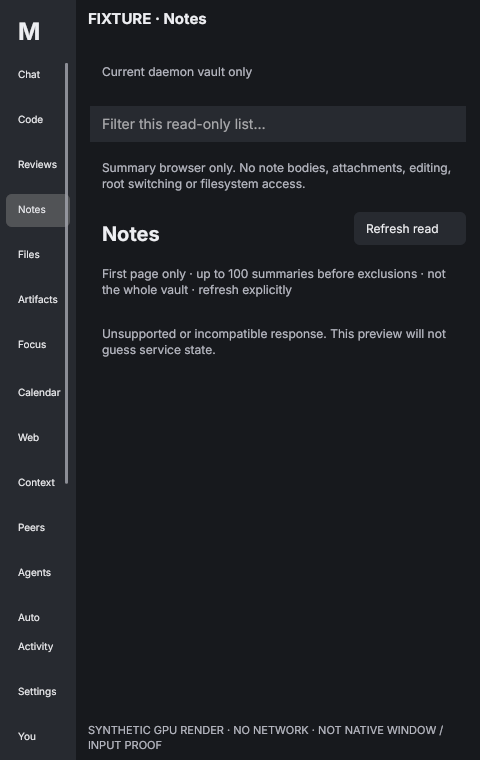 M
Chat
Code
Reviews
Notes
Files
Artifacts
Focus
Calendar
Web
Context
Peers
Agents
Auto
Activity
Settings
You
FIXTURE · Notes
Current daemon vault only
Filter this read-only list...
Summary browser only. No note bodies, attachments, editing,
root switching or filesystem access.
Notes
Refresh read
First page only · up to 100 summaries before exclusions · not
the whole vault · refresh explicitly
Unsupported or incompatible response. This preview will not
guess service state.
SYNTHETIC GPU RENDER · NO NETWORK · NOT NATIVE WINDOW /
INPUT PROOF